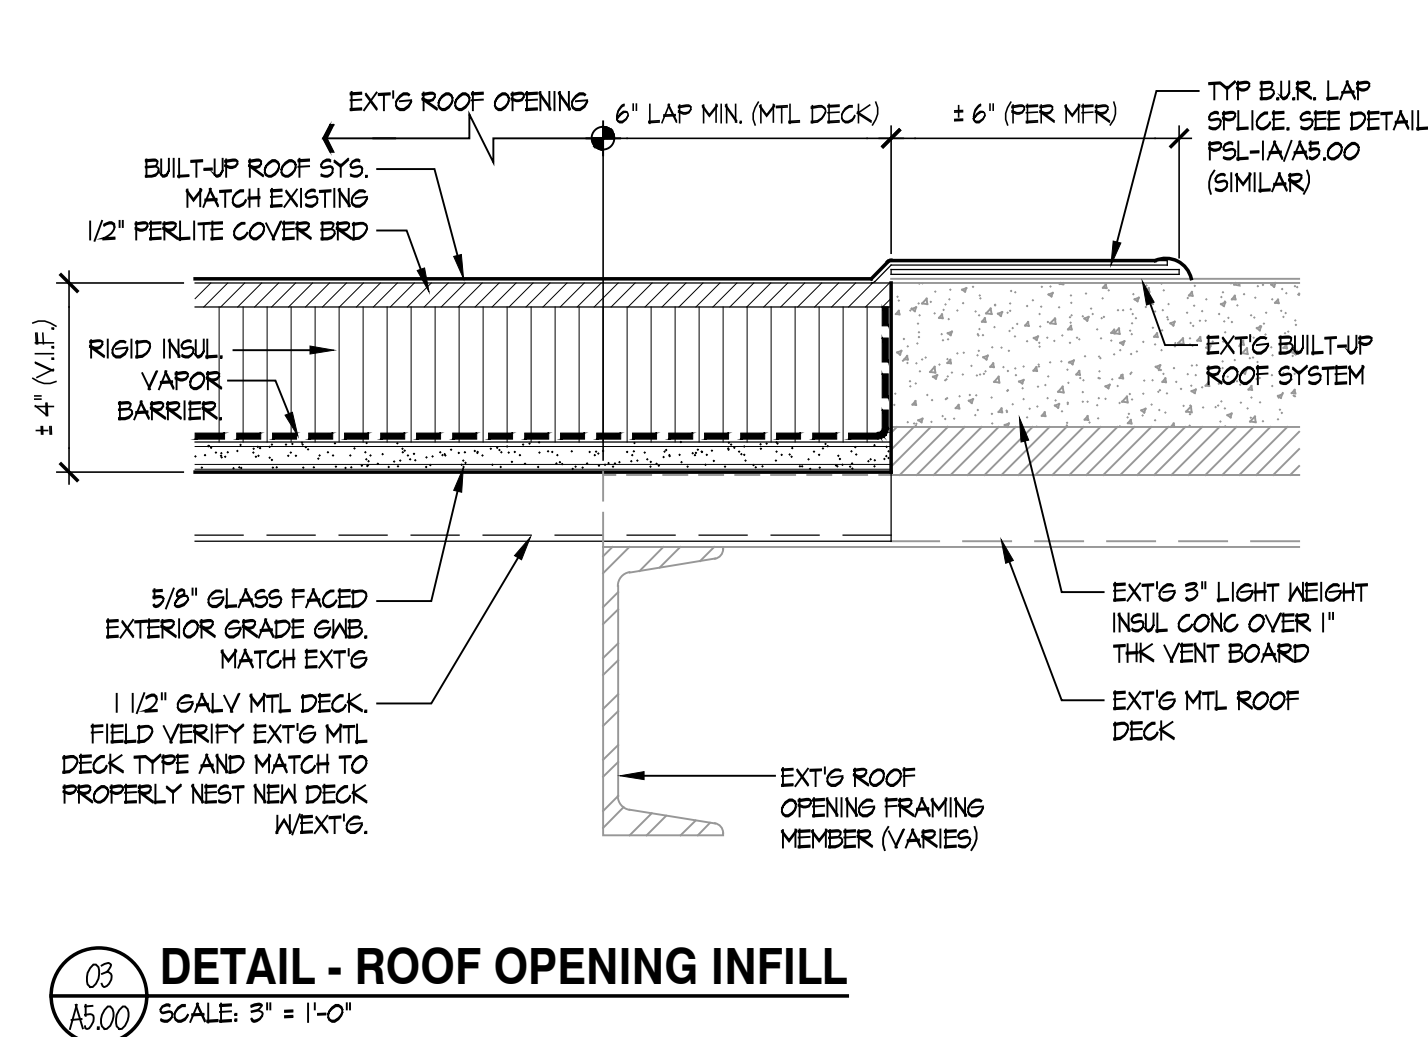 EXT'G ROOF OPENING
6" LAP MIN. (MTL DECK)
± 6" (PER MFR)
TYP B.U.R. LAP
SPLICE. SEE DETAIL
PSL-1A/A5.00
(SIMILAR)
BUILT-UP ROOF SYS.
MATCH EXISTING
1/2" PERLITE COVER BRD
± 4" (V.I.F.)
RIGID INSUL.
VAPOR
BARRIER.
EXT'G BUILT-UP
ROOF SYSTEM
5/8" GLASS FACED
EXTERIOR GRADE GWB.
MATCH EXT'G
1 1/2" GALV MTL DECK.
FIELD VERIFY EXT'G MTL
DECK TYPE AND MATCH TO
PROPERLY NEST NEW DECK
W/EXT'G.
EXT'G 3" LIGHT WEIGHT
INSUL CONC OVER 1"
THK VENT BOARD
EXT'G MTL ROOF
DECK
EXT'G ROOF
OPENING FRAMING
MEMBER (VARIES)
03
A5.00
DETAIL - ROOF OPENING INFILL
SCALE: 3" = 1'-0"